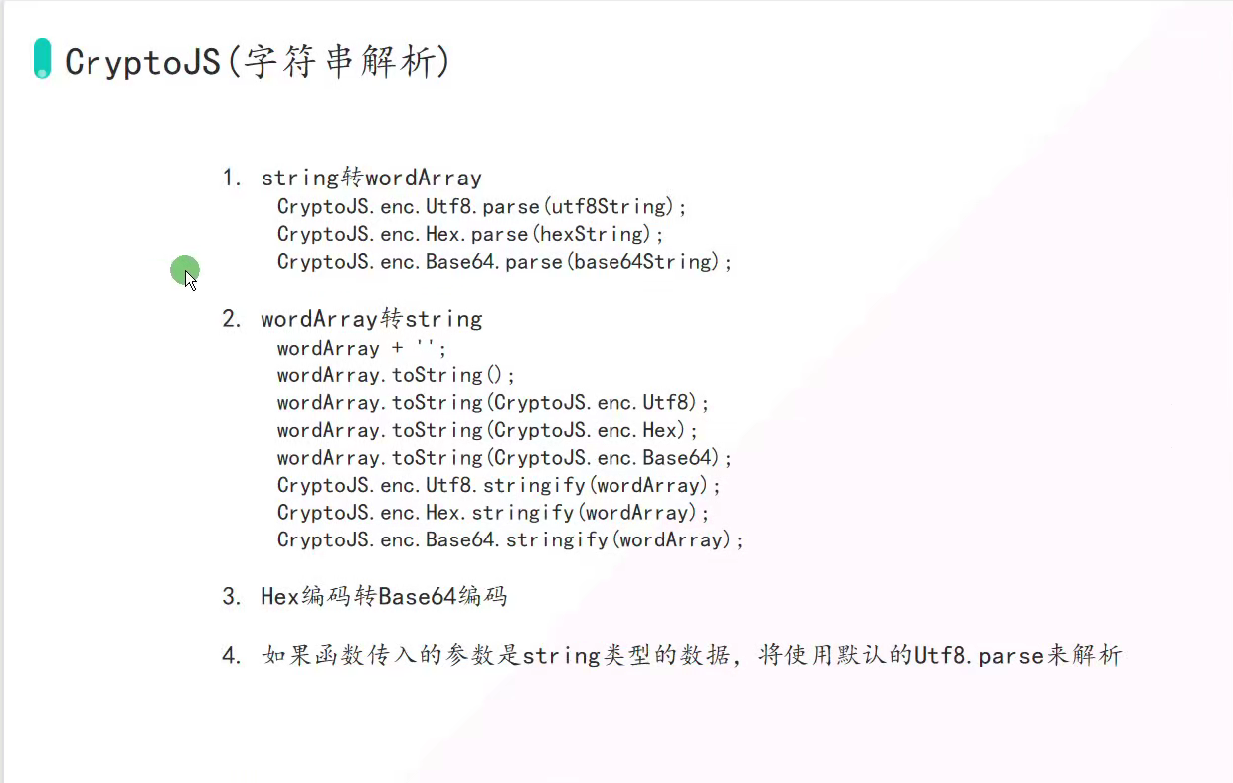 CryptoJS(字符串解析)
1. string转wordArray
CryptoJS.enc.Utf8.parse(utf8String);
CryptoJS.enc.Hex.parse(hexString);
CryptoJS.enc.Base64.parse(base64String);
2. wordArray转string
wordArray + '';
wordArray.toString();
wordArray.toString(CryptoJS.enc.Utf8);
wordArray.toString(CryptoJS.enc.Hex);
wordArray.toString(CryptoJS.enc.Base64);
CryptoJS.enc.Utf8.stringify(wordArray);
CryptoJS.enc.Hex.stringify(wordArray);
CryptoJS.enc.Base64.stringify(wordArray);
3. Hex编码转Base64编码
4. 如果函数传入的参数是string类型的数据，将使用默认的Utf8.parse来解析